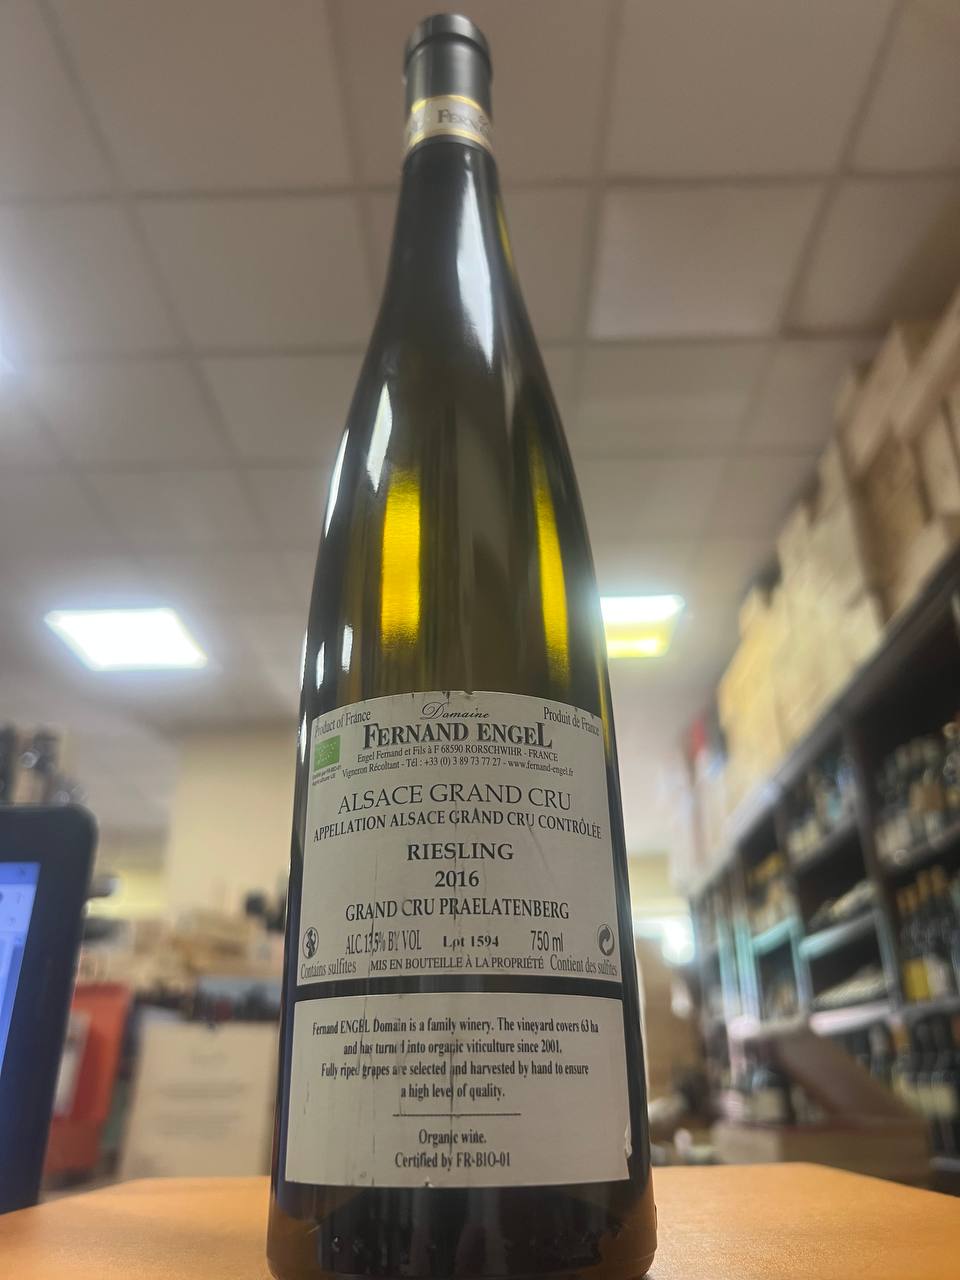 FERNA
Product of France
Produit de France
Domaine
FERNAND ENGEL
Engel Fernand et Fils à F 68590 RORSCHWIHR - FRANCE
Vigneron Récoltant - Tél : +33 (0) 3 89 73 77 27 - www.fernand-engel.fr
ALSACE GRAND CRU
APPELLATION ALSACE GRAND CRU CONTRÔLÉE
RIESLING
2016
GRAND CRU PRAELATENBERG
ALC. 13,5% BY VOL Lot 1594 750 ml
Contains sulfites MIS EN BOUTEILLE À LA PROPRIÉTÉ Contient des sulfites
Fernand ENGEL Domain is a family winery. The vineyard covers 63 ha
and has turned into organic viticulture since 2001.
Fully riped grapes are selected and harvested by hand to ensure
a high level of quality.
Organic wine.
Certified by FR-BIO-01